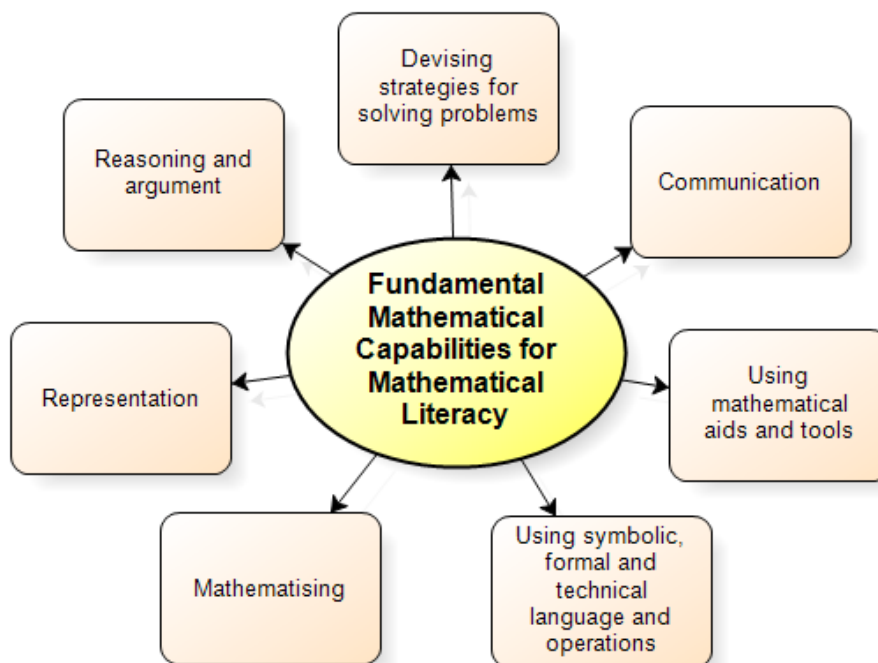 Devising
strategies for
solving problems
Reasoning and
argument
Communication
Fundamental
Mathematical
Capabilities for
Mathematical
Literacy
Representation
Using
mathematical
aids and tools
Mathematising
Using symbolic,
formal and
technical
language and
operations